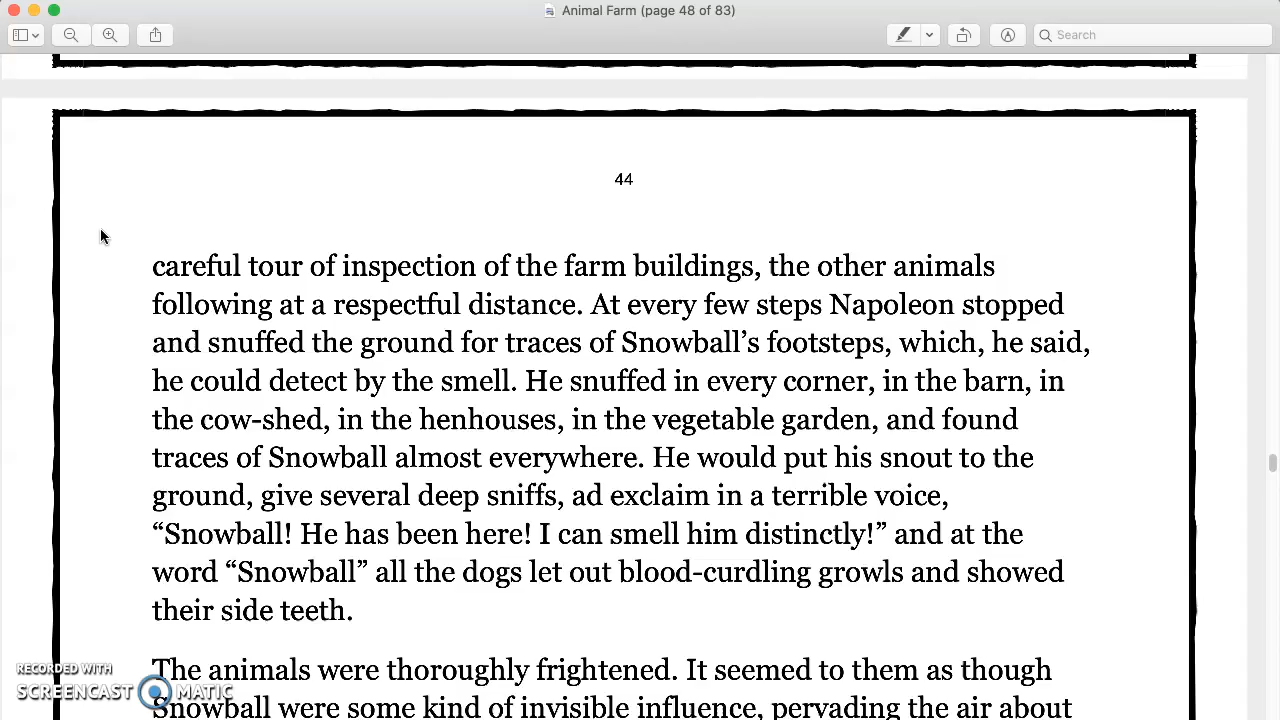 Animal Farm (page 48 of 83)
Search
44
careful tour of inspection of the farm buildings, the other animals
following at a respectful distance. At every few steps Napoleon stopped
and snuffed the ground for traces of Snowball’s footsteps, which, he said,
he could detect by the smell. He snuffed in every corner, in the barn, in
the cow-shed, in the henhouses, in the vegetable garden, and found
traces of Snowball almost everywhere. He would put his snout to the
ground, give several deep sniffs, ad exclaim in a terrible voice,
“Snowball! He has been here! I can smell him distinctly!” and at the
word “Snowball” all the dogs let out blood-curdling growls and showed
their side teeth.
The animals were thoroughly frightened. It seemed to them as though
Snowball were some kind of invisible influence, pervading the air about
RECORDED WITH
SCREENCAST MATIC